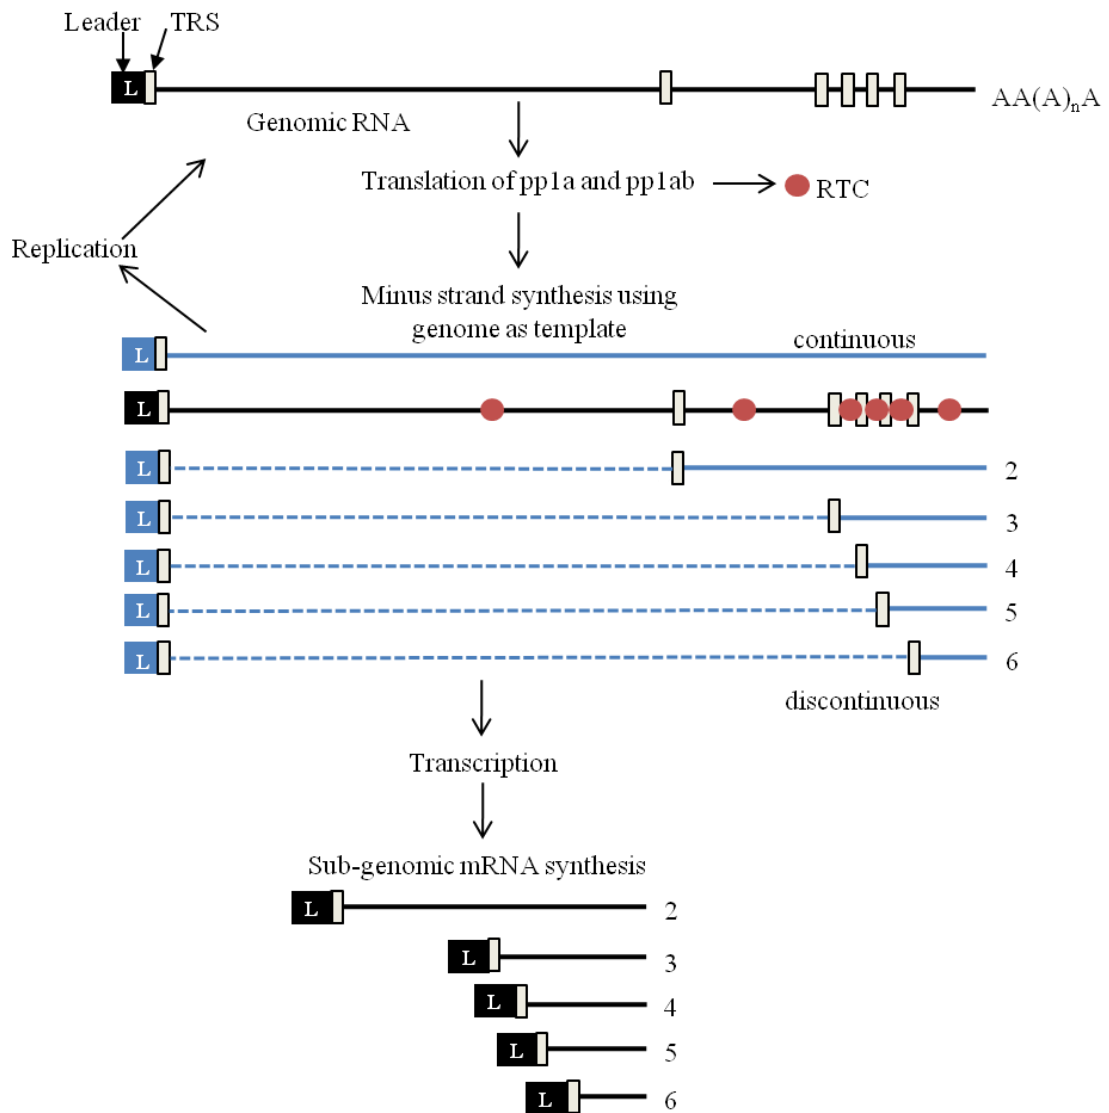 Leader TRS
L
AA(A)nA
Genomic RNA
Translation of pp1a and pp1ab
RTC
Replication
Minus strand synthesis using
genome as template
continuous
L
L
L 2
L 3
L 4
L 5
L 6
discontinuous
Transcription
Sub-genomic mRNA synthesis
L 2
L 3
L 4
L 5
L 6